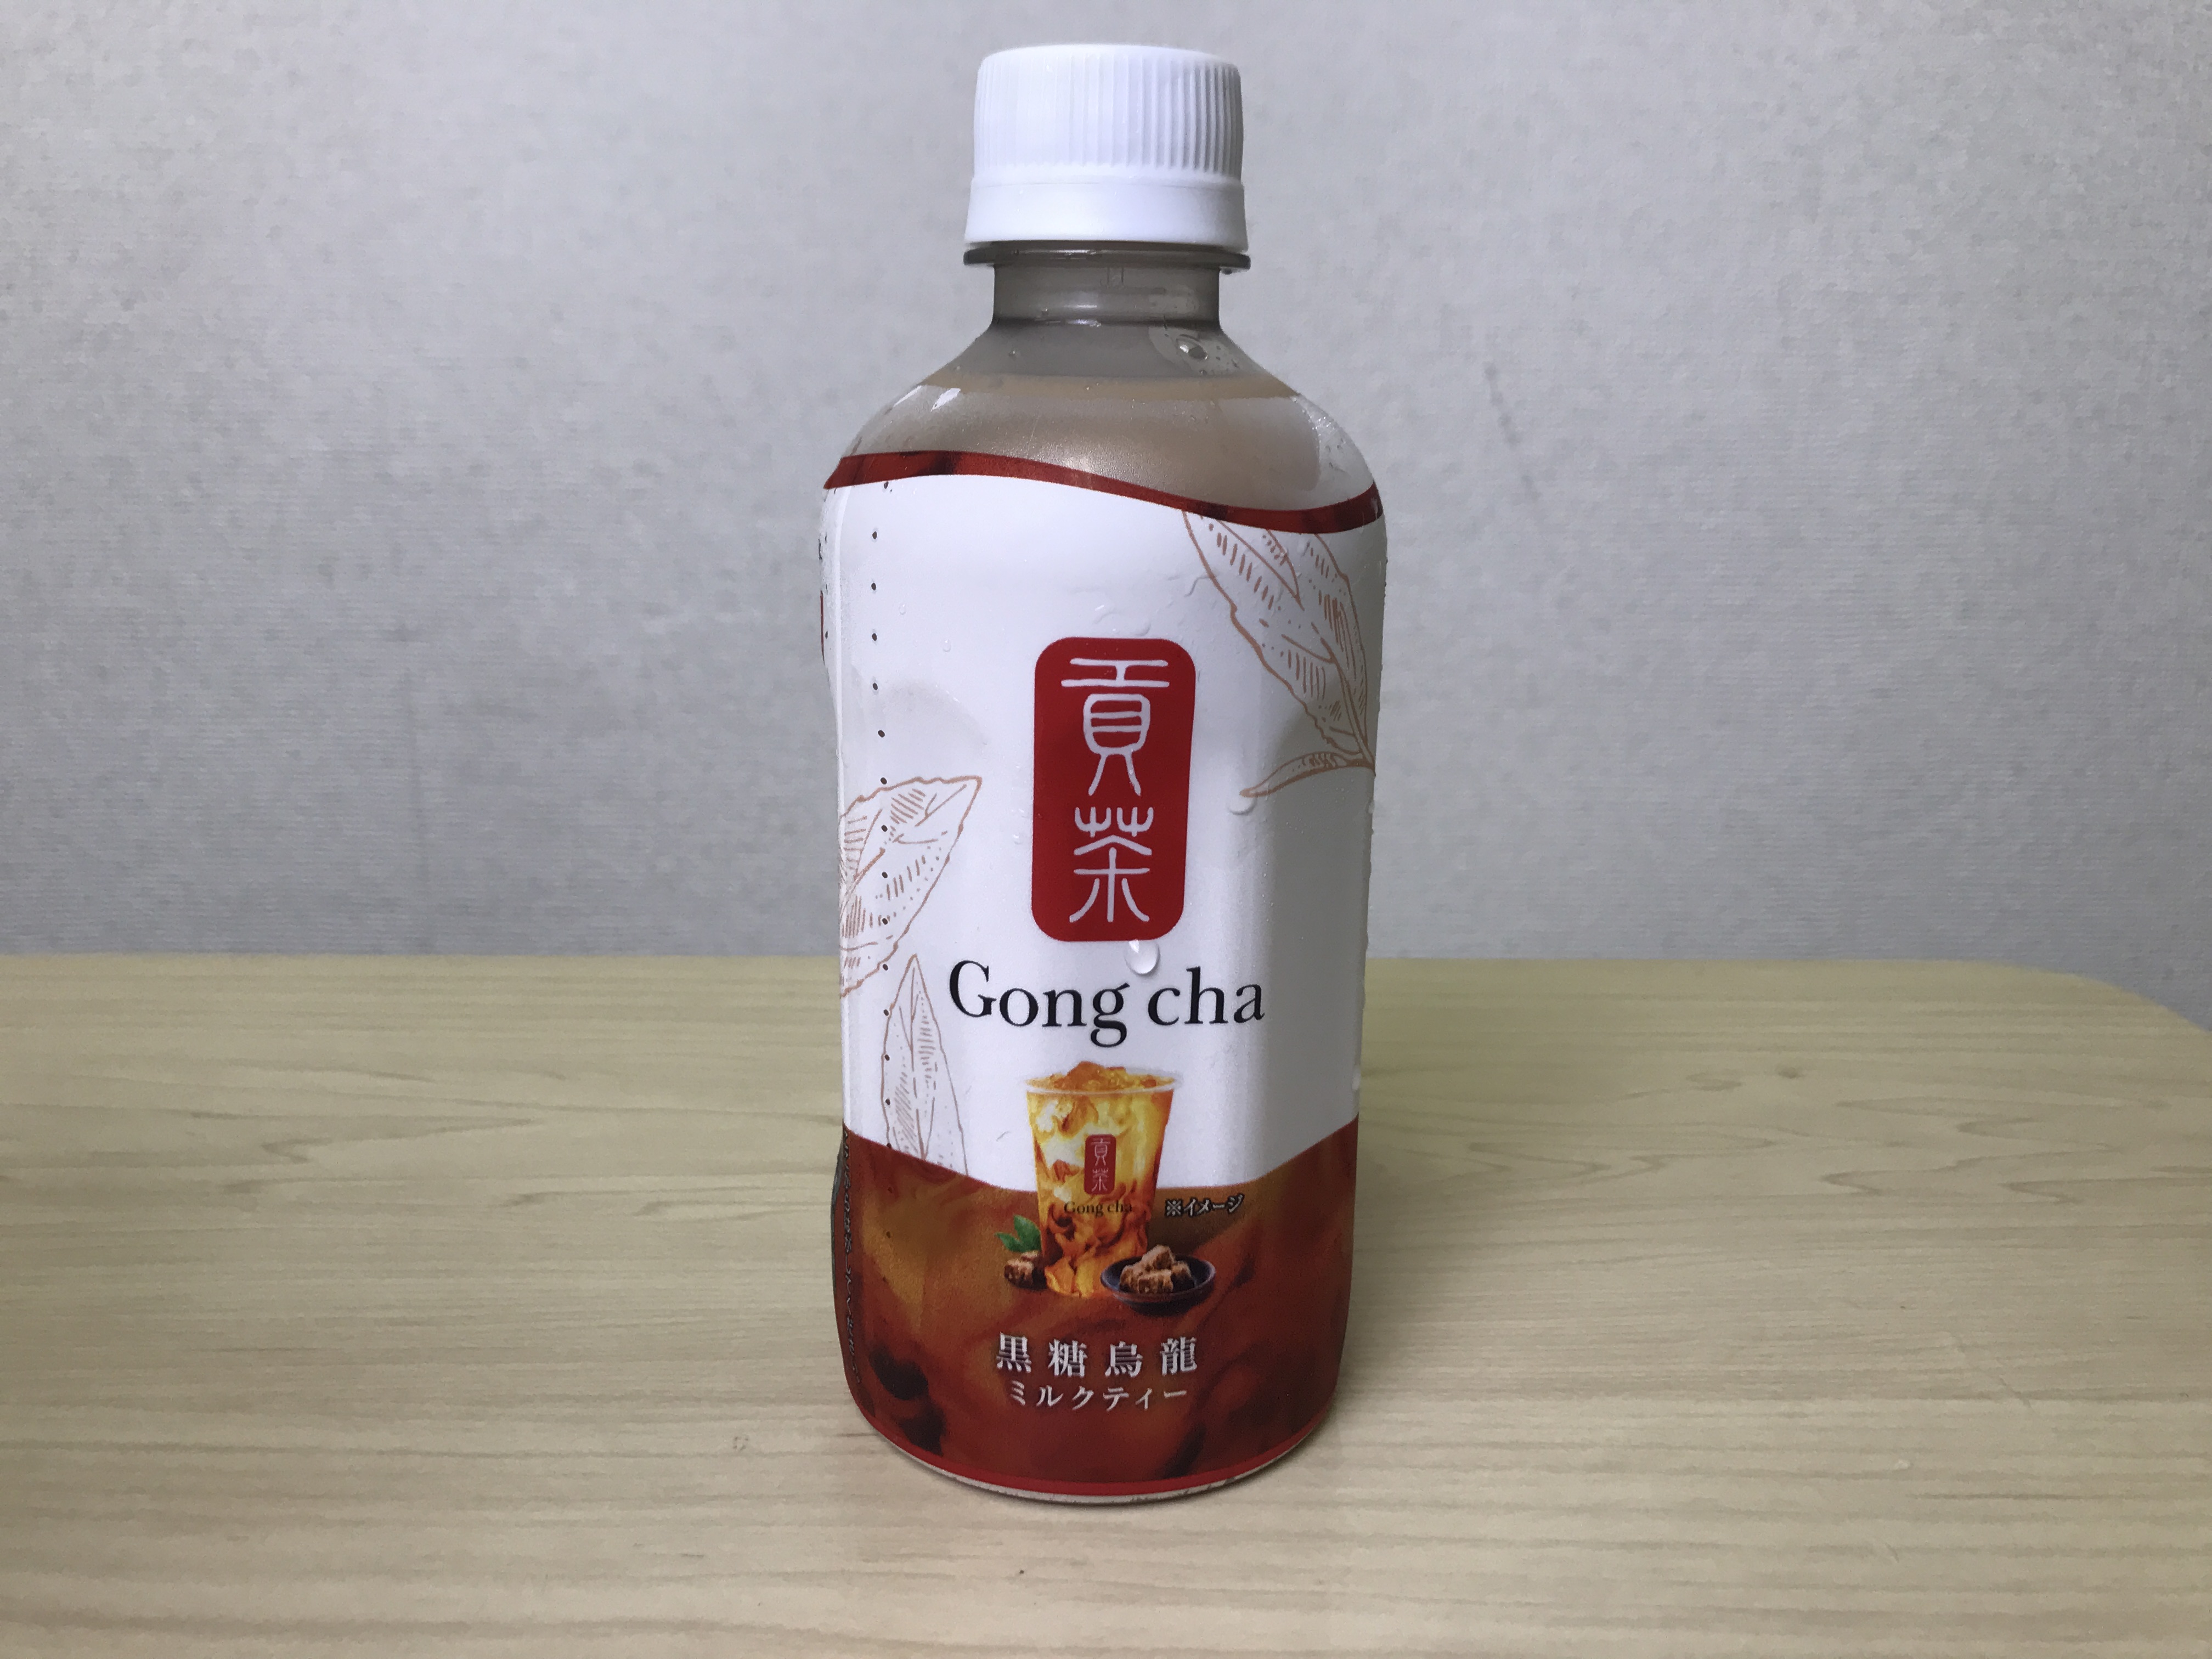 貢茶
Gong cha
貢茶
Gong cha
※イメージ
黒糖烏龍
ミルクティー